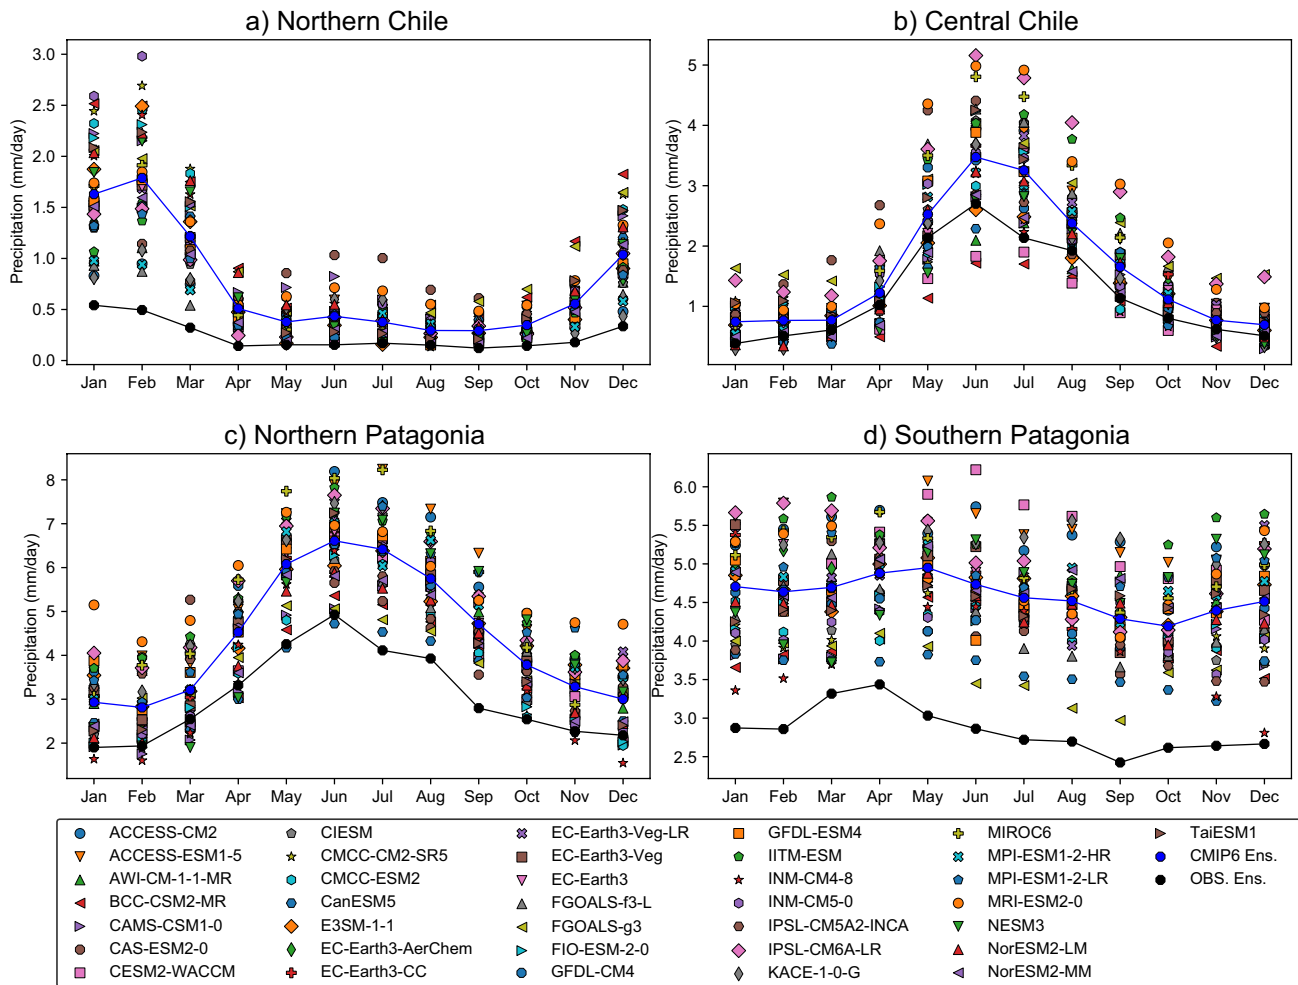 a) Northern Chile
b) Central Chile
Precipitation (mm/day)
3.0
2.5
2.0
1.5
1.0
0.5
0.0
Jan Feb Mar Apr May Jun Jul Aug Sep Oct Nov Dec
Precipitation (mm/day)
5
4
3
2
1
Jan Feb Mar Apr May Jun Jul Aug Sep Oct Nov Dec
c) Northern Patagonia
d) Southern Patagonia
Precipitation (mm/day)
8
7
6
5
4
3
2
Jan Feb Mar Apr May Jun Jul Aug Sep Oct Nov Dec
Precipitation (mm/day)
6.0
5.5
5.0
4.5
4.0
3.5
3.0
2.5
Jan Feb Mar Apr May Jun Jul Aug Sep Oct Nov Dec
ACCESS-CM2
ACCESS-ESM1-5
AWI-CM-1-1-MR
BCC-CSM2-MR
CAMS-CSM1-0
CAS-ESM2-0
CESM2-WACCM
CIESM
CMCC-CM2-SR5
CMCC-ESM2
CanESM5
E3SM-1-1
EC-Earth3-AerChem
EC-Earth3-CC
EC-Earth3-Veg-LR
EC-Earth3-Veg
EC-Earth3
FGOALS-f3-L
FGOALS-g3
FIO-ESM-2-0
GFDL-CM4
GFDL-ESM4
IITM-ESM
INM-CM4-8
INM-CM5-0
IPSL-CM5A2-INCA
IPSL-CM6A-LR
KACE-1-0-G
MIROC6
MPI-ESM1-2-HR
MPI-ESM1-2-LR
MRI-ESM2-0
NESM3
NorESM2-LM
NorESM2-MM
TaiESM1
CMIP6 Ens.
OBS. Ens.